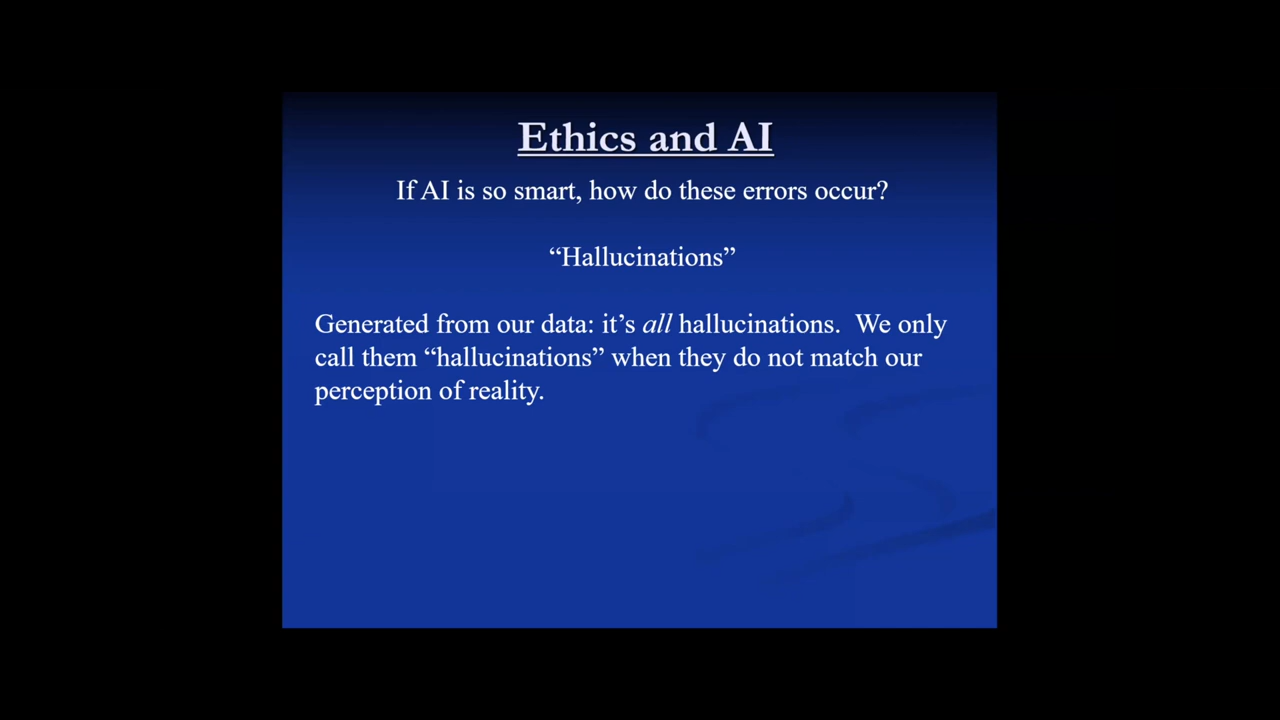 Ethics and AI
If AI is so smart, how do these errors occur?
“Hallucinations”
Generated from our data: it’s all hallucinations.  We only
call them “hallucinations” when they do not match our
perception of reality.